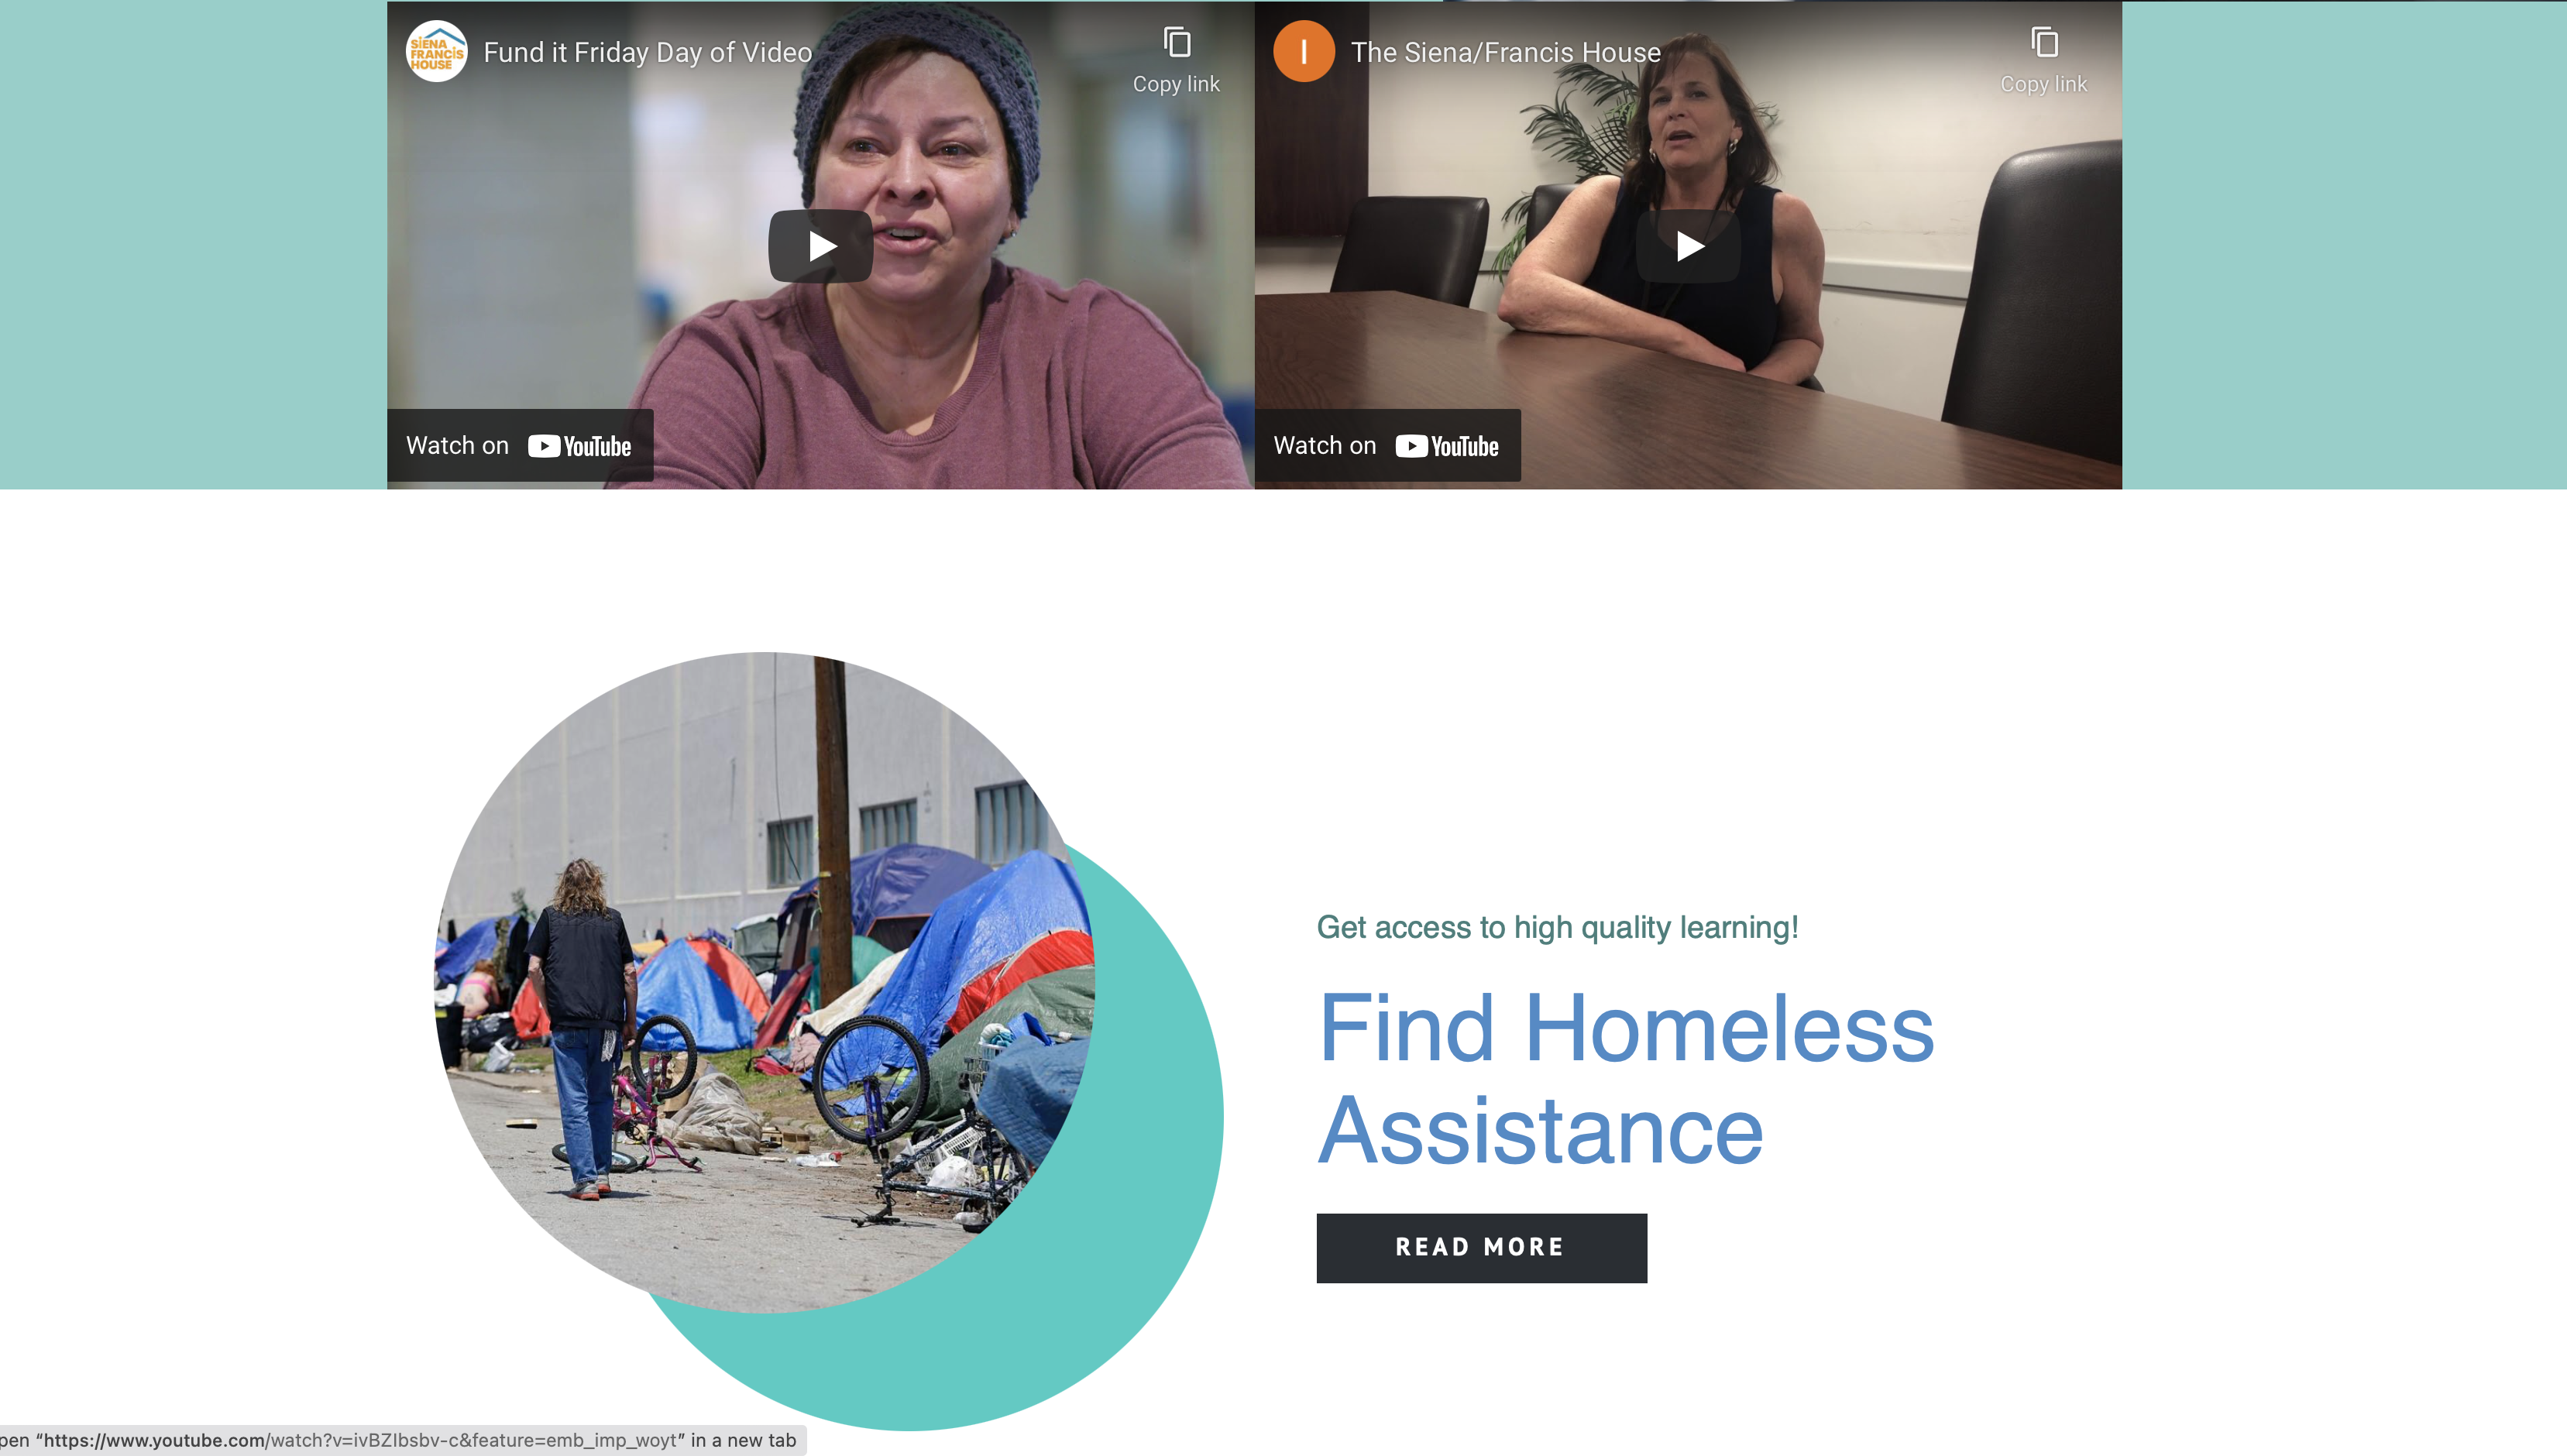 SIENA
FRANCIS
HOUSE
Fund it Friday Day of Video
Copy link
Watch on YouTube
I
The Siena/Francis House
Copy link
Watch on YouTube
Get access to high quality learning!
Find Homeless
Assistance
READ MORE
pen “https://www.youtube.com/watch?v=ivBZIbsbv-c&feature=emb_imp_woyt” in a new tab